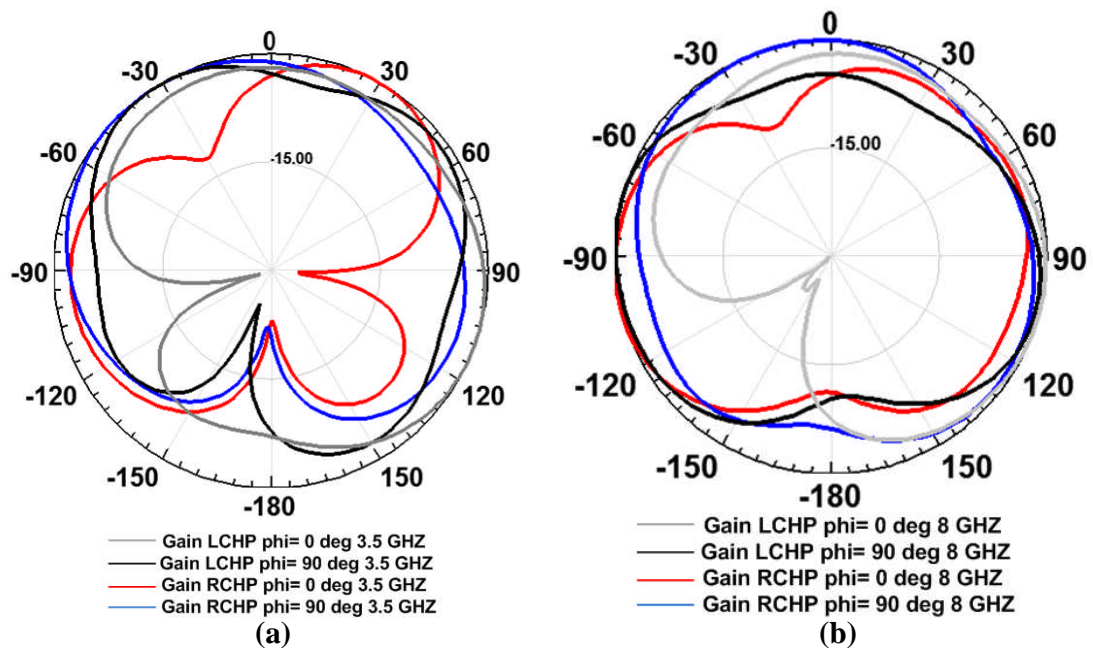 0
-30
30
-60
60
-15.00
-90
90
-120
120
-150
150
-180
Gain LCHP phi= 0 deg 3.5 GHZ
Gain LCHP phi= 90 deg 3.5 GHZ
Gain RCHP phi= 0 deg 3.5 GHZ
Gain RCHP phi= 90 deg 3.5 GHZ
(a)
0
-30
30
-60
60
-15.00
-90
90
-120
120
-150
150
-180
Gain LCHP phi= 0 deg 8 GHZ
Gain LCHP phi= 90 deg 8 GHZ
Gain RCHP phi= 0 deg 8 GHZ
Gain RCHP phi= 90 deg 8 GHZ
(b)